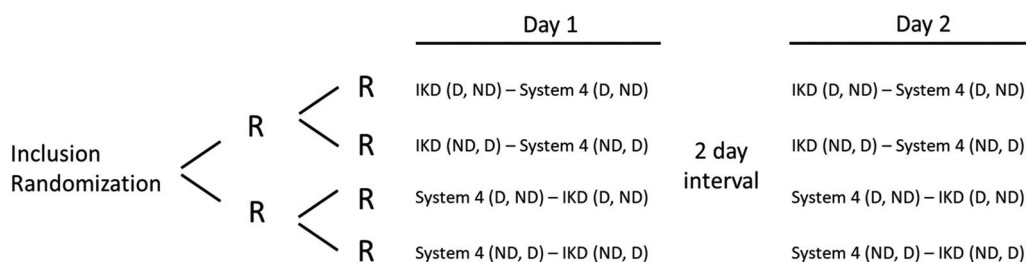 Day 1
Day 2
R
IKD (D, ND) – System 4 (D, ND)
IKD (D, ND) – System 4 (D, ND)
R
R
IKD (ND, D) – System 4 (ND, D)
IKD (ND, D) – System 4 (ND, D)
Inclusion
Randomization
2 day
interval
R
R
System 4 (D, ND) – IKD (D, ND)
System 4 (D, ND) – IKD (D, ND)
R
System 4 (ND, D) – IKD (ND, D)
System 4 (ND, D) – IKD (ND, D)